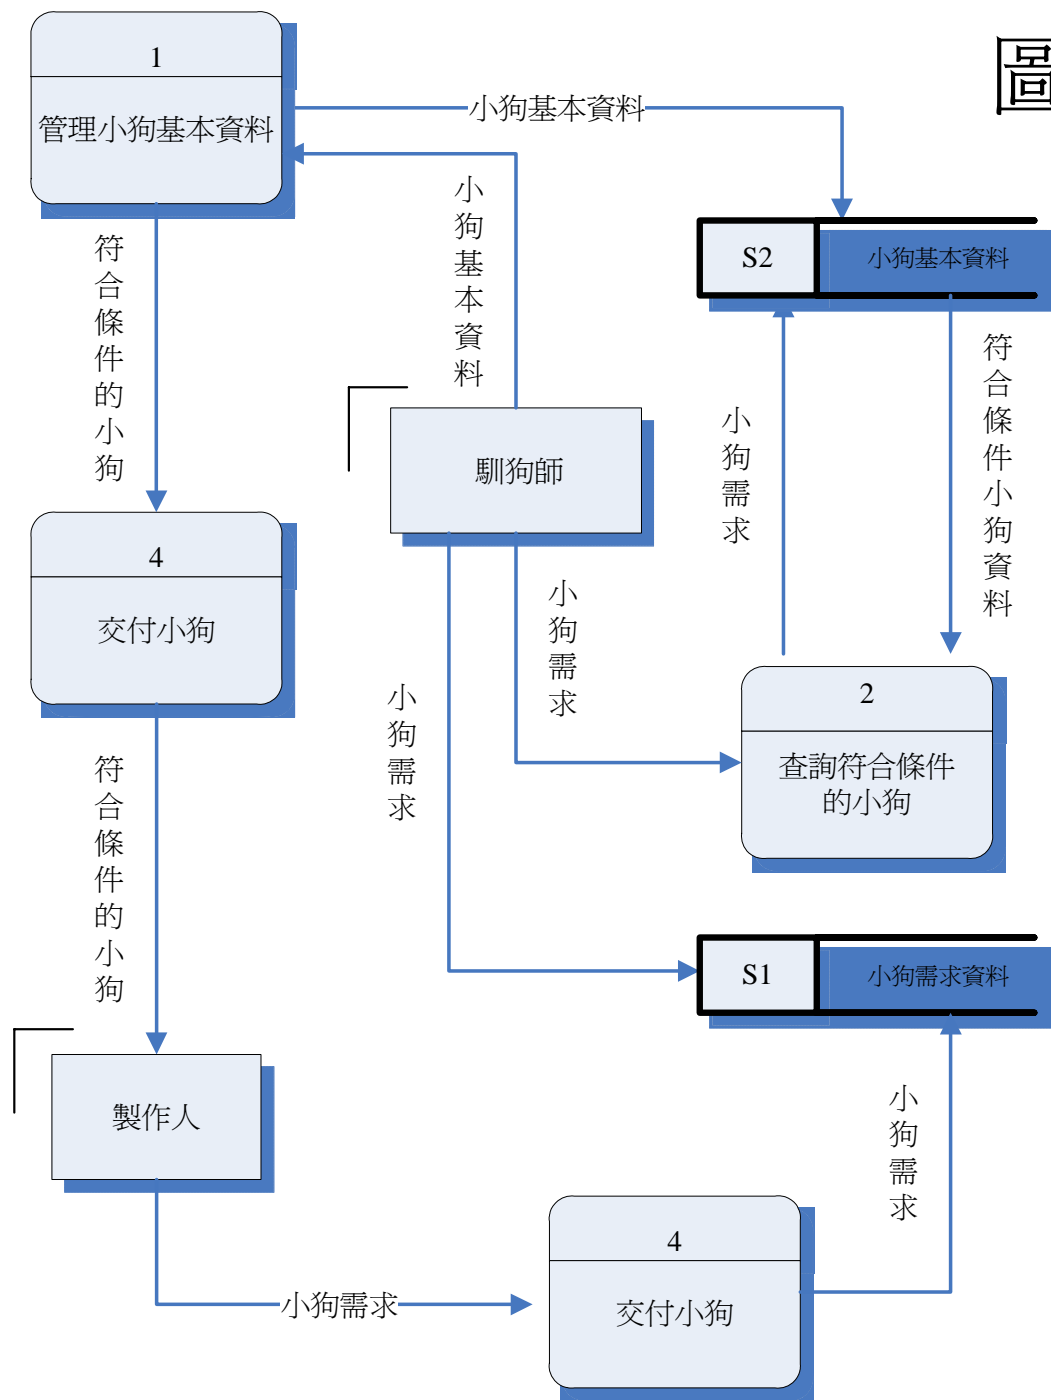 圖
1
管理小狗基本資料
小狗基本資料
小狗基本資料
符合條件的小狗
S2
小狗基本資料
馴狗師
小狗需求
符合條件小狗資料
4
交付小狗
小狗需求
小狗需求
2
查詢符合條件
的小狗
符合條件的小狗
S1
小狗需求資料
製作人
小狗需求
4
交付小狗
小狗需求